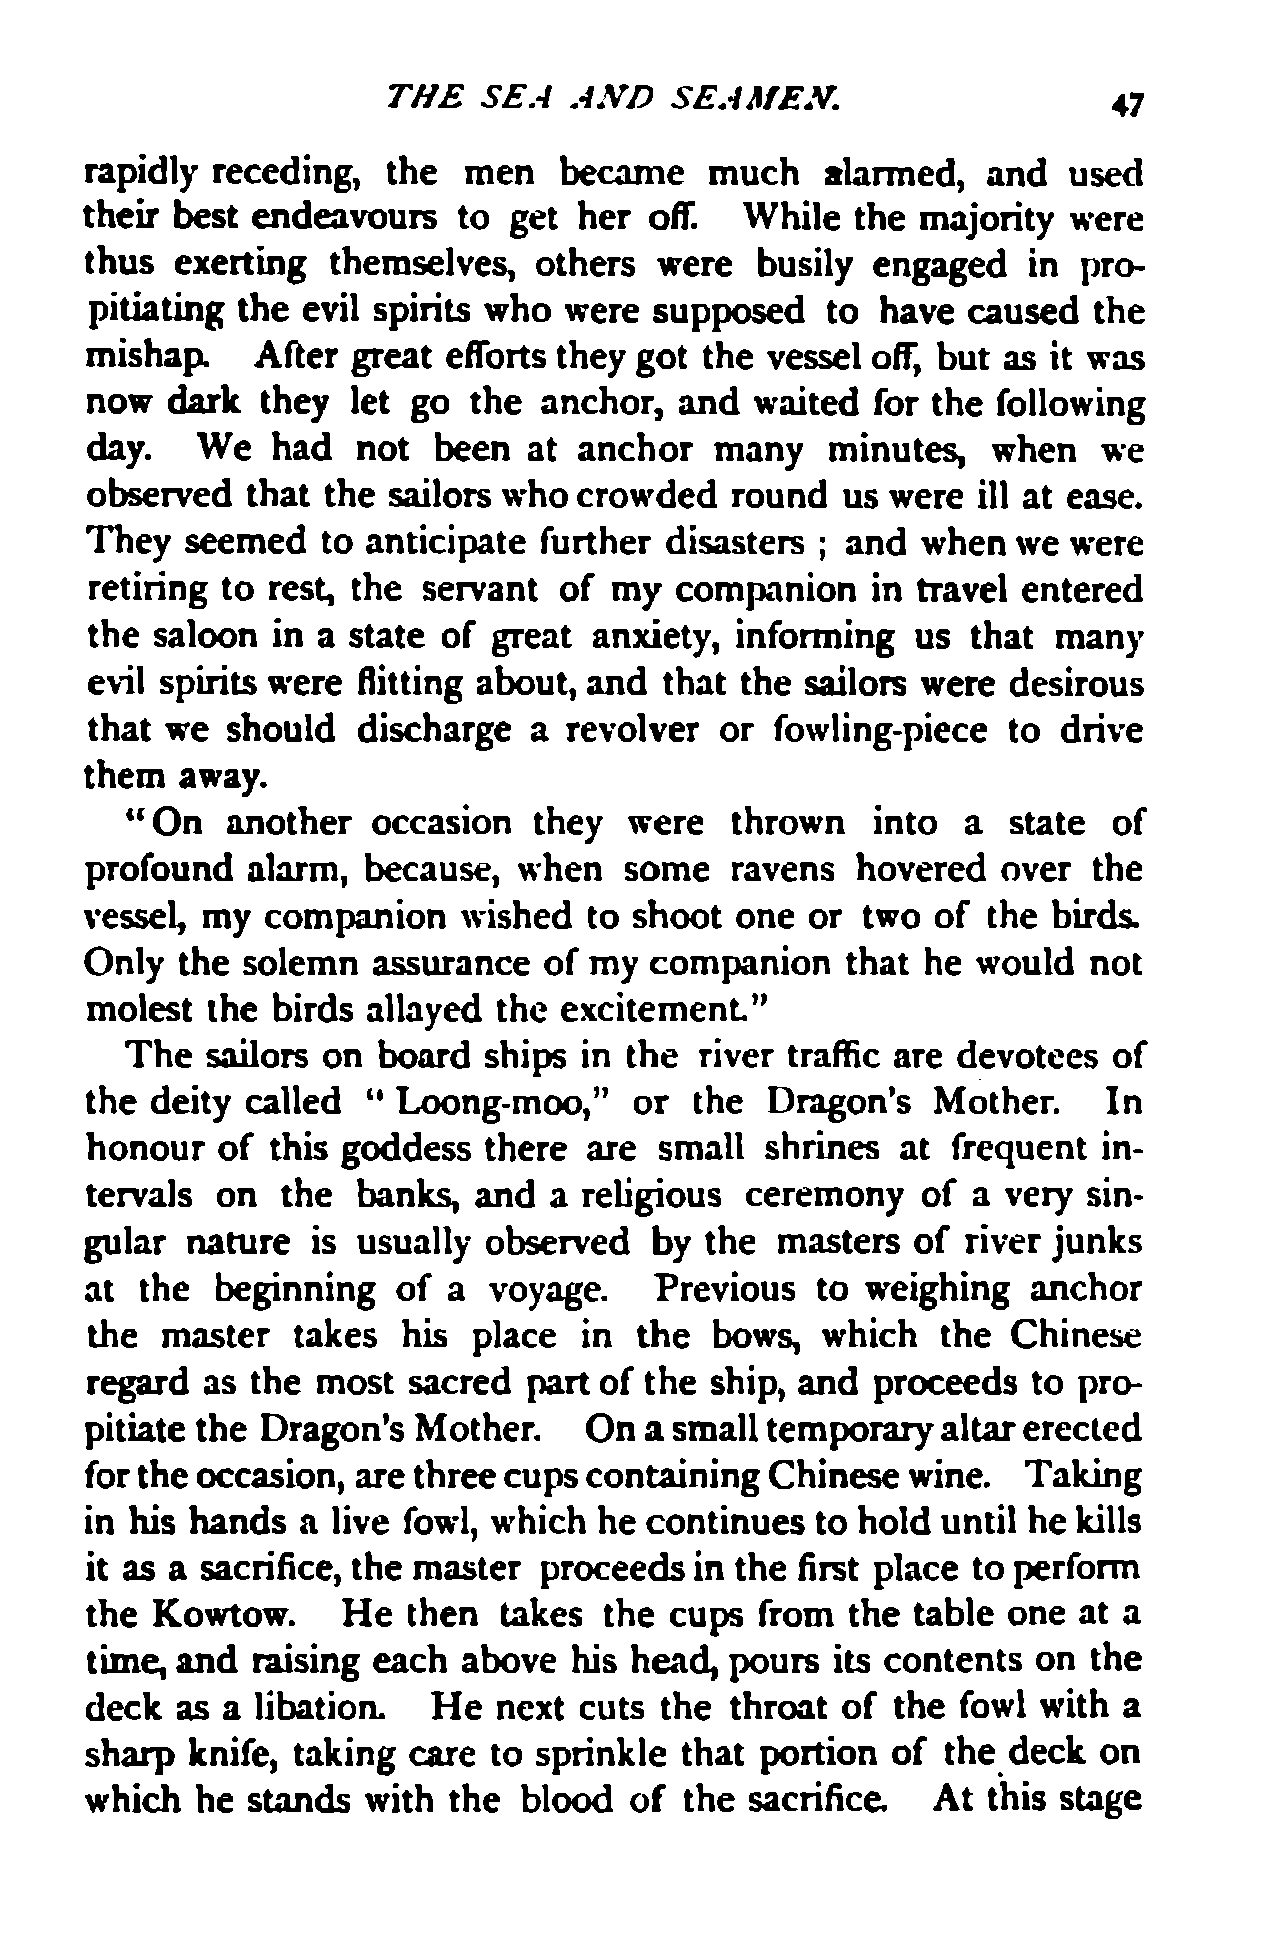 THE SEA AND SEAMEN. 47
rapidly receding, the men became much alarmed, and used
their best endeavours to get her off. While the majority were
thus exerting themselves, others were busily engaged in pro-
pitiating the evil spirits who were supposed to have caused the
mishap. After great efforts they got the vessel off, but as it was
now dark they let go the anchor, and waited for the following
day. We had not been at anchor many minutes, when we
observed that the sailors who crowded round us were ill at ease.
They seemed to anticipate further disasters ; and when we were
retiring to rest, the servant of my companion in travel entered
the saloon in a state of great anxiety, informing us that many
evil spirits were flitting about, and that the sailors were desirous
that we should discharge a revolver or fowling-piece to drive
them away.
“On another occasion they were thrown into a state of
profound alarm, because, when some ravens hovered over the
vessel, my companion wished to shoot one or two of the birds.
Only the solemn assurance of my companion that he would not
molest the birds allayed the excitement.”
The sailors on board ships in the river traffic are devotees of
the deity called “ Loong-moo,” or the Dragon's Mother. In
honour of this goddess there are small shrines at frequent in-
tervals on the banks, and a religious ceremony of a very sin-
gular nature is usually observed by the masters of river junks
at the beginning of a voyage. Previous to weighing anchor
the master takes his place in the bows, which the Chinese
regard as the most sacred part of the ship, and proceeds to pro-
pitiate the Dragon's Mother. On a small temporary altar erected
for the occasion, are three cups containing Chinese wine. Taking
in his hands a live fowl, which he continues to hold until he kills
it as a sacrifice, the master proceeds in the first place to perform
the Kowtow. He then takes the cups from the table one at a
time, and raising each above his head, pours its contents on the
deck as a libation. He next cuts the throat of the fowl with a
sharp knife, taking care to sprinkle that portion of the deck on
which he stands with the blood of the sacrifice. At this stage